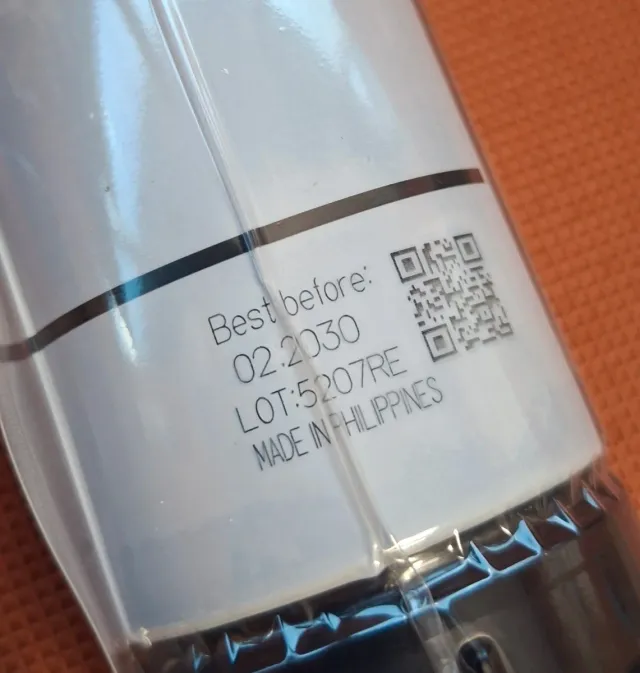 Best before:
02.2030
LOT:5207RE
MADE IN PHILIPPINES